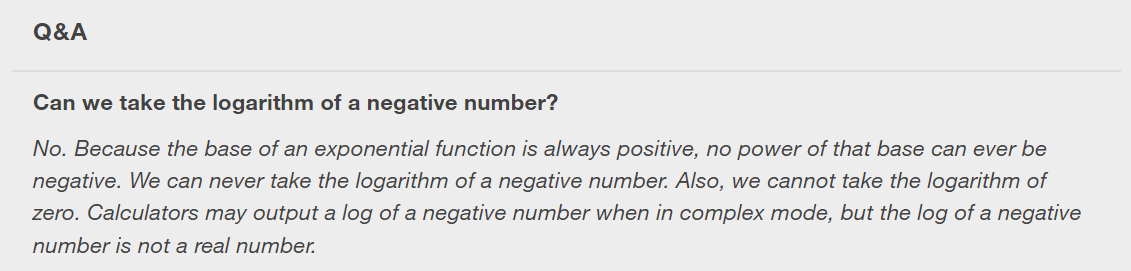 Q&A
Can we take the logarithm of a negative number?
No. Because the base of an exponential function is always positive, no power of that base can ever be
negative. We can never take the logarithm of a negative number. Also, we cannot take the logarithm of
zero. Calculators may output a log of a negative number when in complex mode, but the log of a negative
number is not a real number.